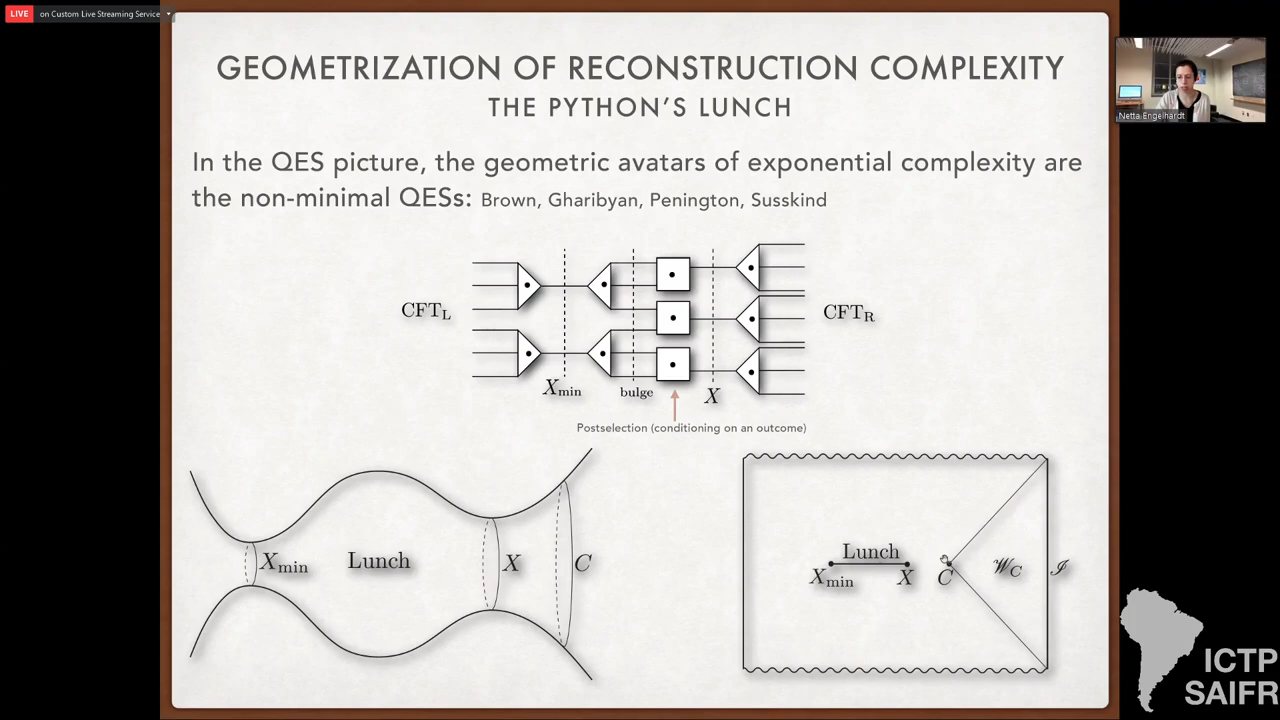 LIVE on Custom Live Streaming Service
GEOMETRIZATION OF RECONSTRUCTION COMPLEXITY
THE PYTHON'S LUNCH
Netta Engelhardt
In the QES picture, the geometric avatars of exponential complexity are
the non-minimal QESs: Brown, Gharibyan, Penington, Susskind
CFT_L
CFT_R
X_min
bulge
X
Postselection (conditioning on an outcome)
X_min
Lunch
X
C
Lunch
X_min
X
C
𝒲_C
ℐ
ICTP
SAIFR